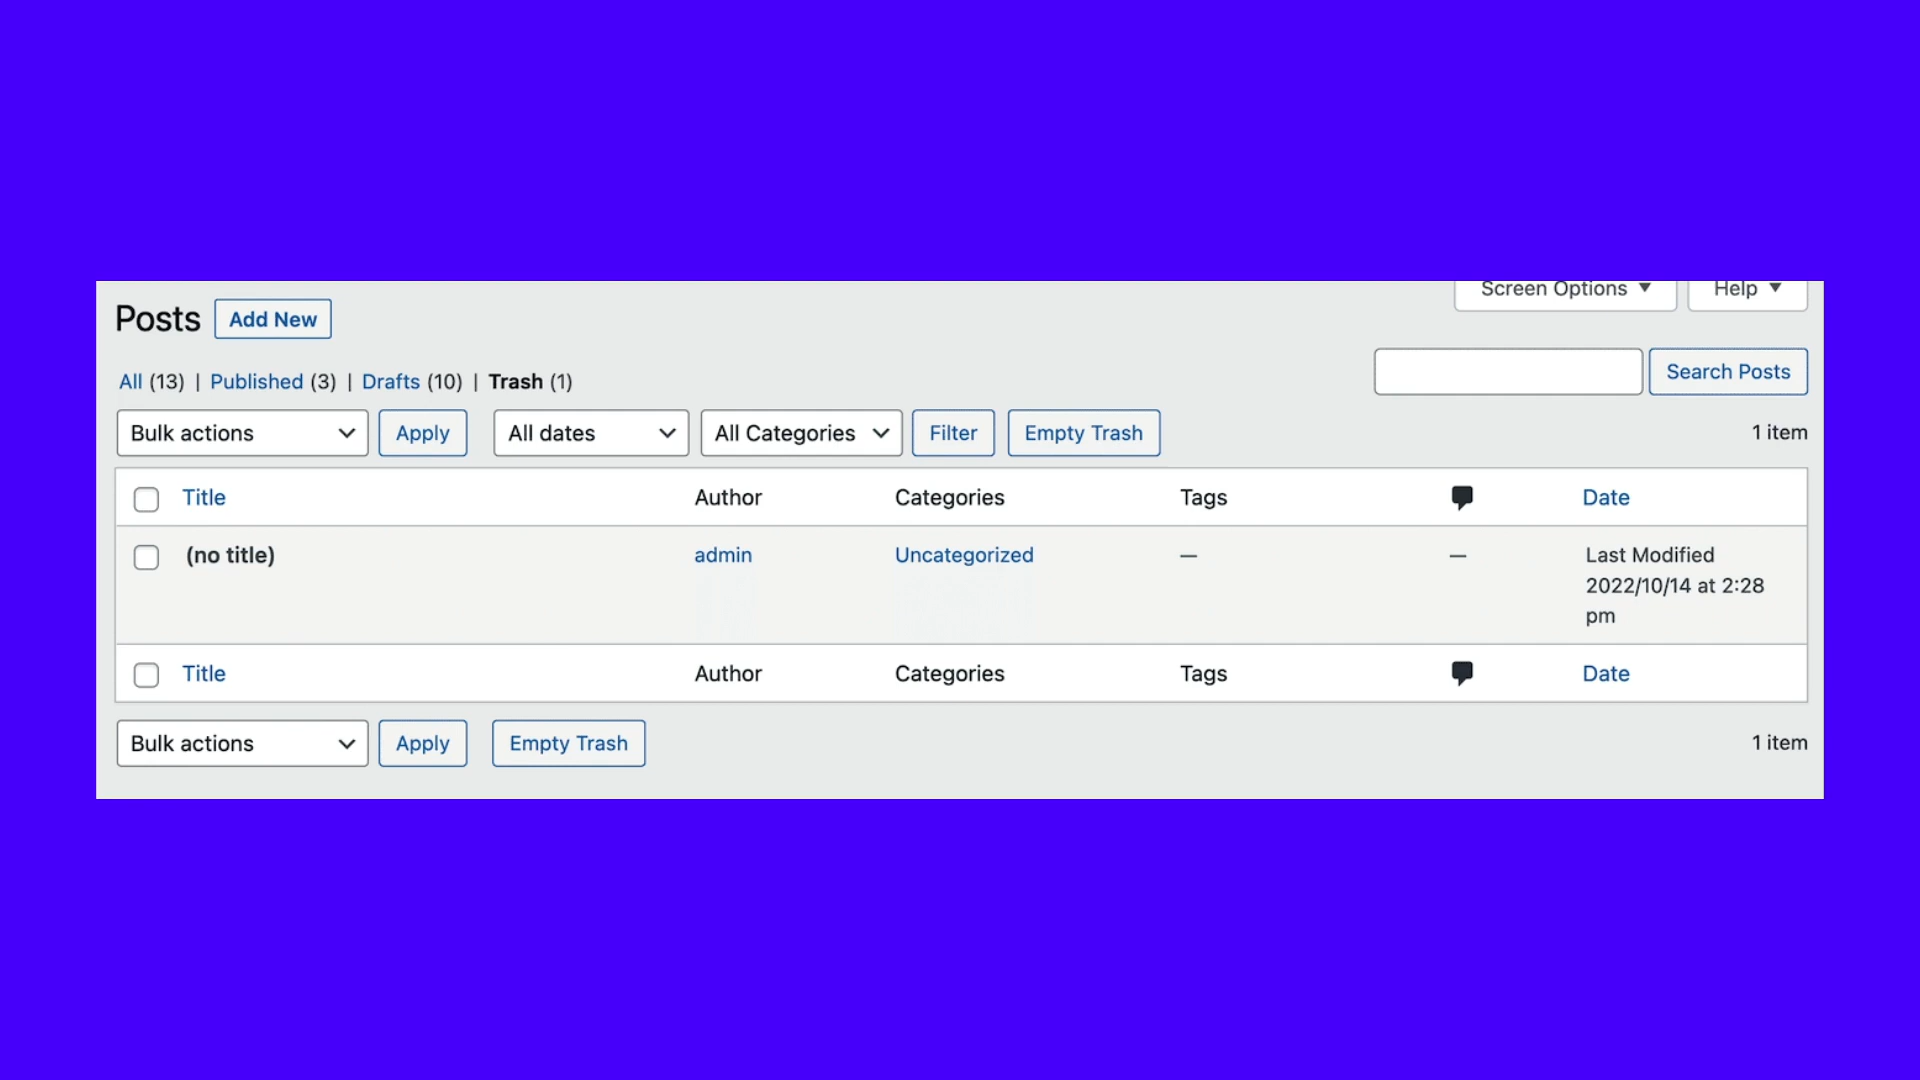 Screen Options ▼ Help ▼
Posts Add New
All (13) | Published (3) | Drafts (10) | Trash (1)
Search Posts
Bulk actions Apply All dates All Categories Filter Empty Trash 1 item
Title Author Categories Tags Date
(no title) admin Uncategorized — — Last Modified
2022/10/14 at 2:28
pm
Title Author Categories Tags Date
Bulk actions Apply Empty Trash 1 item